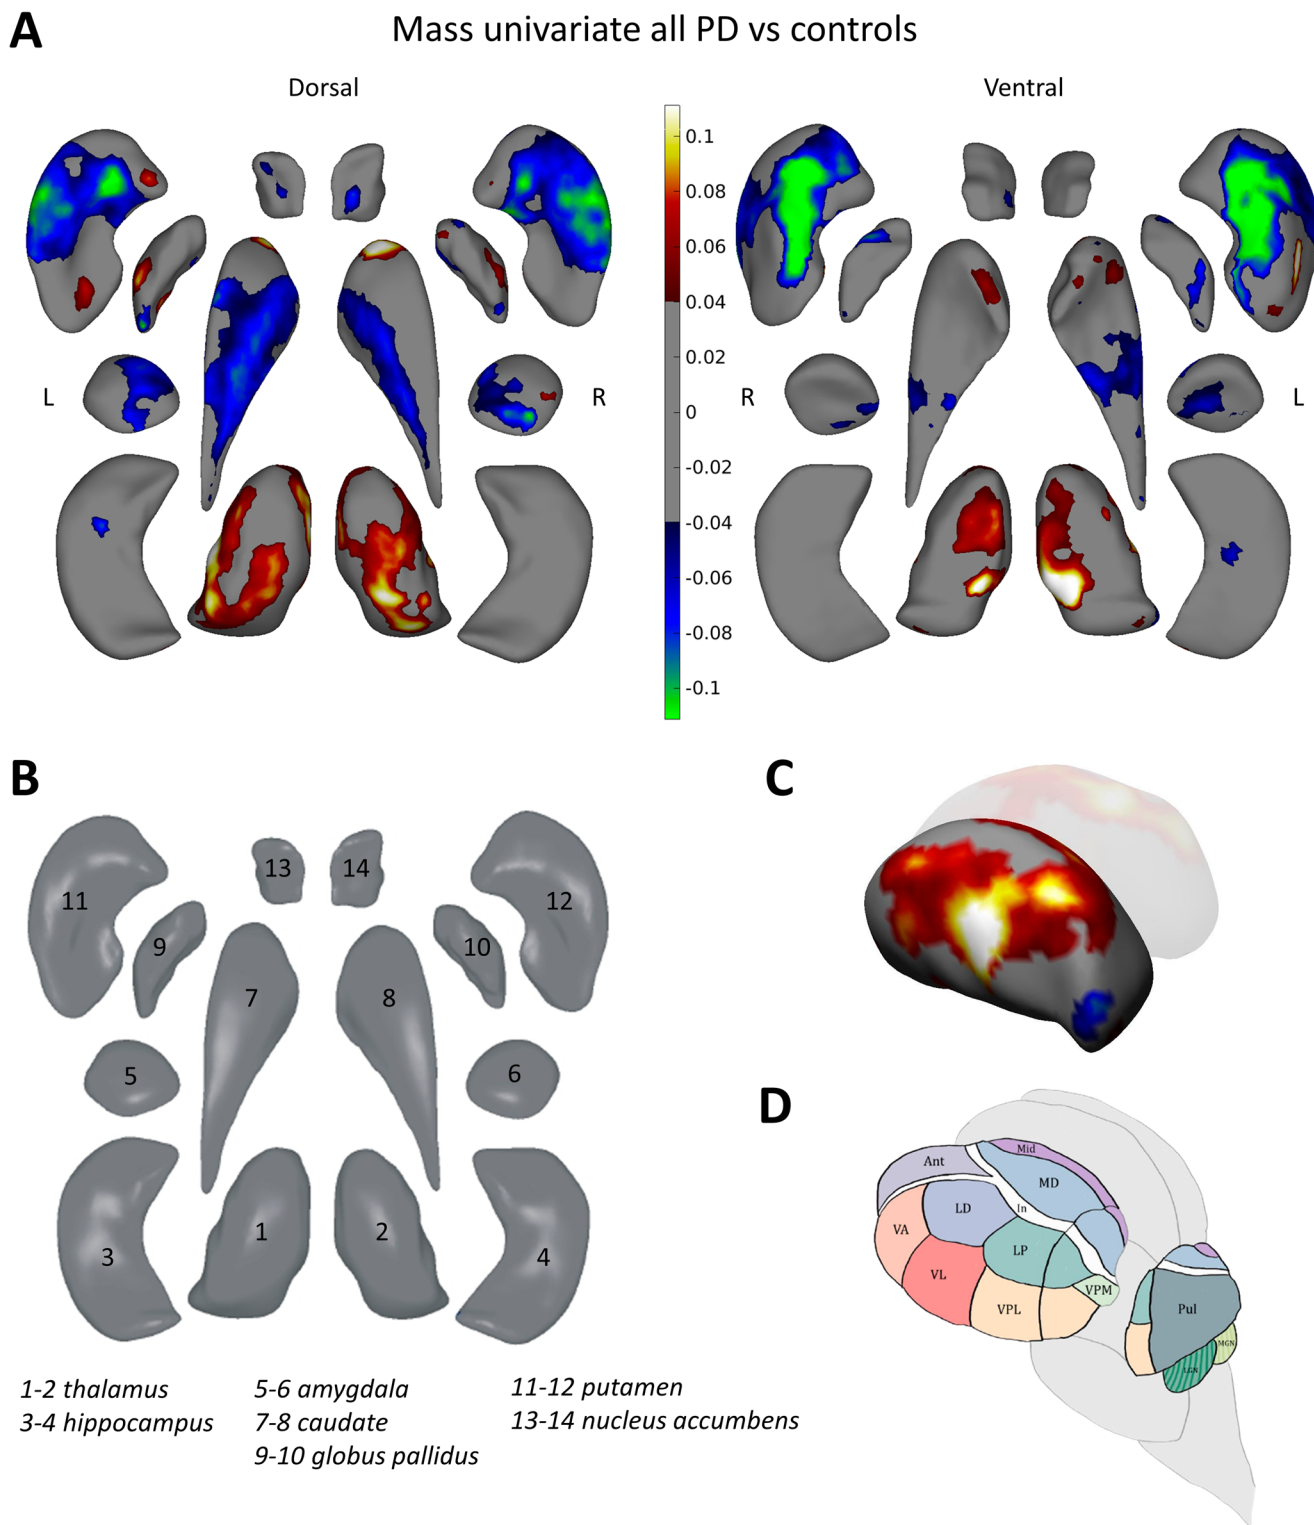 A
Mass univariate all PD vs controls
Dorsal
Ventral
0.1
0.08
0.06
0.04
0.02
0
-0.02
-0.04
-0.06
-0.08
-0.1
L
R
R
L
B
11
13
14
12
9
10
7
8
5
6
3
1
2
4
1-2 thalamus
3-4 hippocampus
5-6 amygdala
7-8 caudate
9-10 globus pallidus
11-12 putamen
13-14 nucleus accumbens
C
D
Ant
Mid
MD
In
LD
VA
LP
VL
VPL
VPM
Pul
MGN
LGN